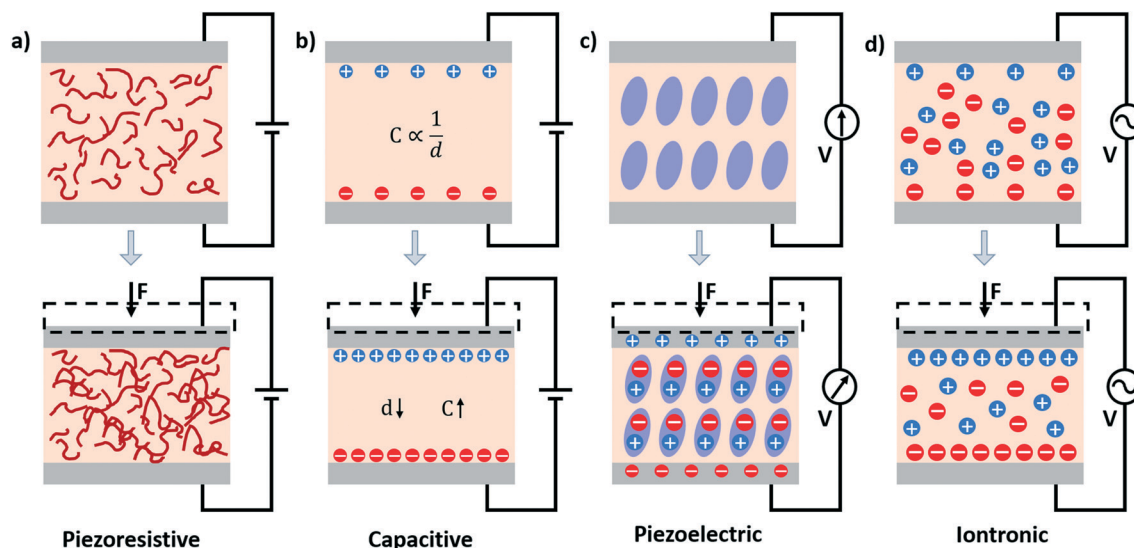 a)
b)
c)
d)
+ + + + +
C ∝ 1/d
− − − − −
V
V
F
F
F
F
d↓ C↑
V
V
Piezoresistive
Capacitive
Piezoelectric
Iontronic